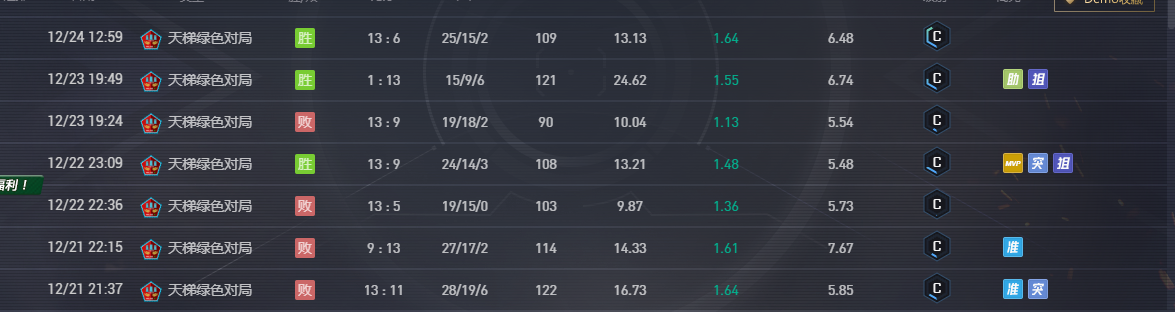 Demo收藏
12/24 12:59 天梯绿色对局 胜 13 : 6 25/15/2 109 13.13 1.64 6.48 C
12/23 19:49 天梯绿色对局 胜 1 : 13 15/9/6 121 24.62 1.55 6.74 C 助 担
12/23 19:24 天梯绿色对局 败 13 : 9 19/18/2 90 10.04 1.13 5.54 C
12/22 23:09 天梯绿色对局 胜 13 : 9 24/14/3 108 13.21 1.48 5.48 C MVP 突 担
福利！
12/22 22:36 天梯绿色对局 败 13 : 5 19/15/0 103 9.87 1.36 5.73 C
12/21 22:15 天梯绿色对局 败 9 : 13 27/17/2 114 14.33 1.61 7.67 C 准
12/21 21:37 天梯绿色对局 败 13 : 11 28/19/6 122 16.73 1.64 5.85 C 准 突